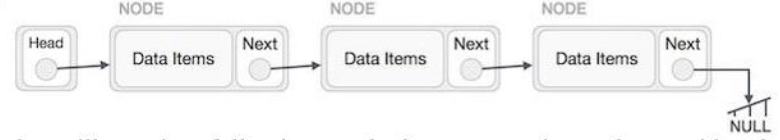 NODE NODE NODE
Head Data Items Next Data Items Next Data Items Next
NULL